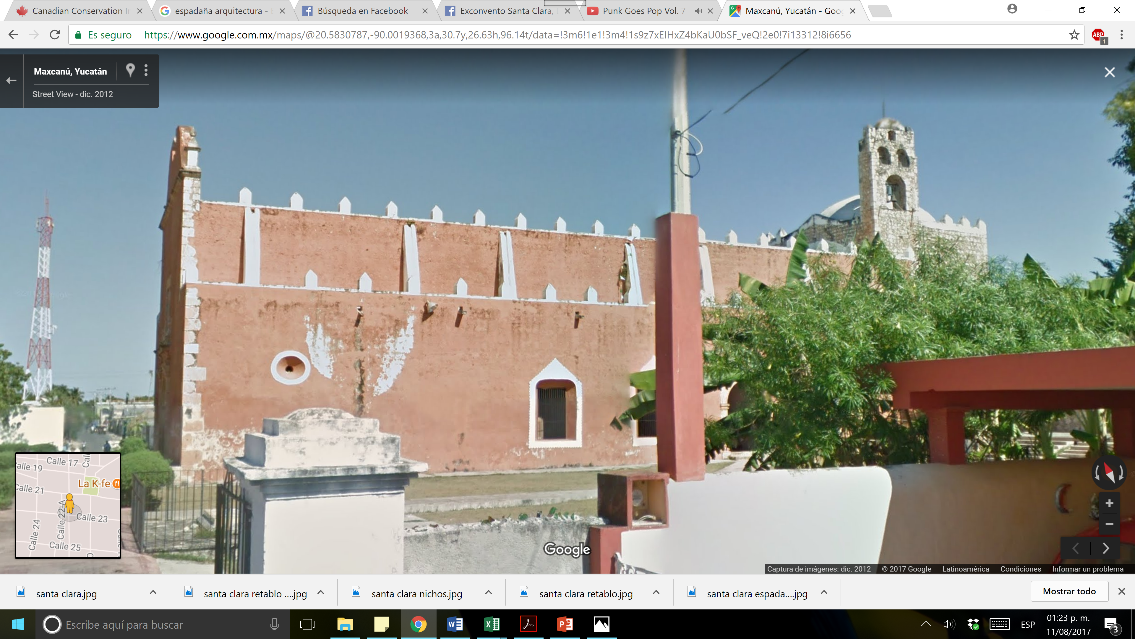 Canadian Conservation I
espadaña arquitectura -
Búsqueda en Facebook
Exconvento Santa Clara,
Punk Goes Pop Vol.
Maxcanú, Yucatán - Goo
Es seguro
https://www.google.com.mx/maps/@20.5830787,-90.0019368,3a,30.7y,26.63h,96.14t/data=!3m6!1e1!3m4!1s9z7xEIHxZ4bKaU0bSF_veQ!2e0!7i13312!8i6656
ABP
1
Maxcanú, Yucatán
Street View - dic. 2012
Calle 17
Calle 19
Calle 21
La K fe
Calle 22-A
Calle 23
Calle 24
Calle 25
Google
Captura de imágenes: dic. 2012 © 2017 Google Latinoamérica Condiciones Informar un problema
santa clara.jpg
santa clara retablo ....jpg
santa clara nichos.jpg
santa clara retablo.jpg
santa clara espada....jpg
Mostrar todo
Escribe aquí para buscar
ESP
01:23 p. m.
11/08/2017
3